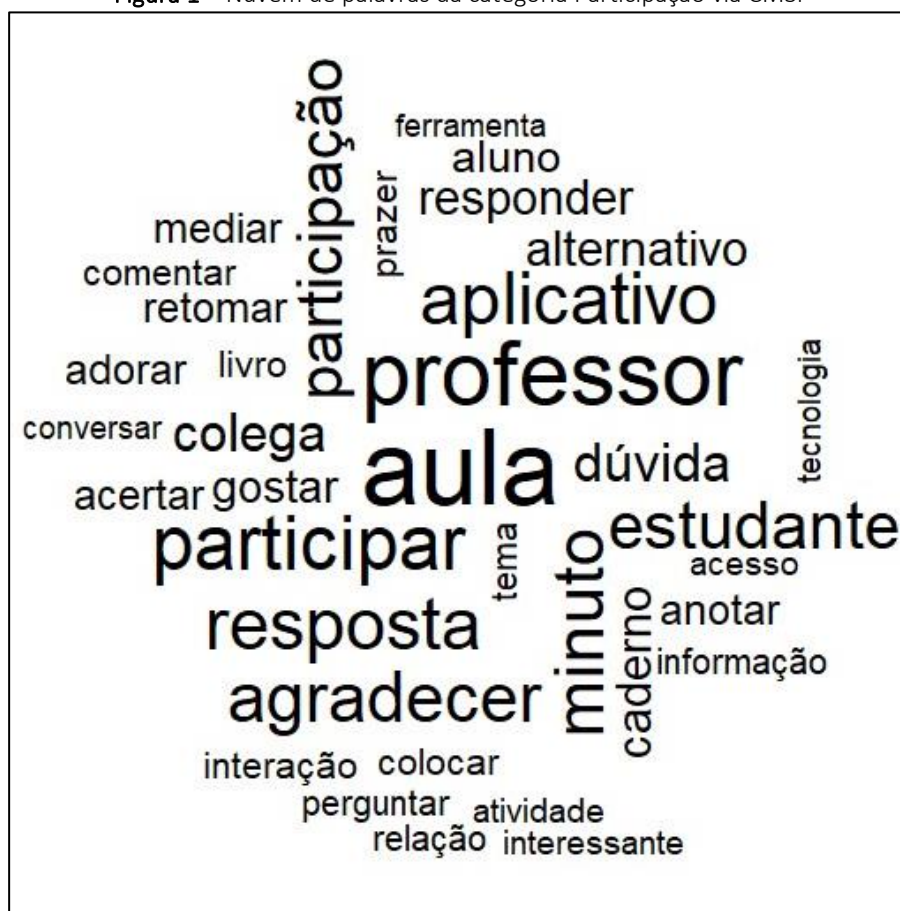 Figura 1 – Nuvem de palavras da categoria Participação via CMSP
participação
ferramenta
aluno
prazer
responder
mediar
alternativo
comentar
retomar
aplicativo
adorar
livro
professor
tecnologia
conversar
colega
aula
dúvida
acertar
gostar
participar
tema
minuto
estudante
acesso
caderno
anotar
resposta
informação
agradecer
interação
colocar
perguntar
atividade
relação
interessante